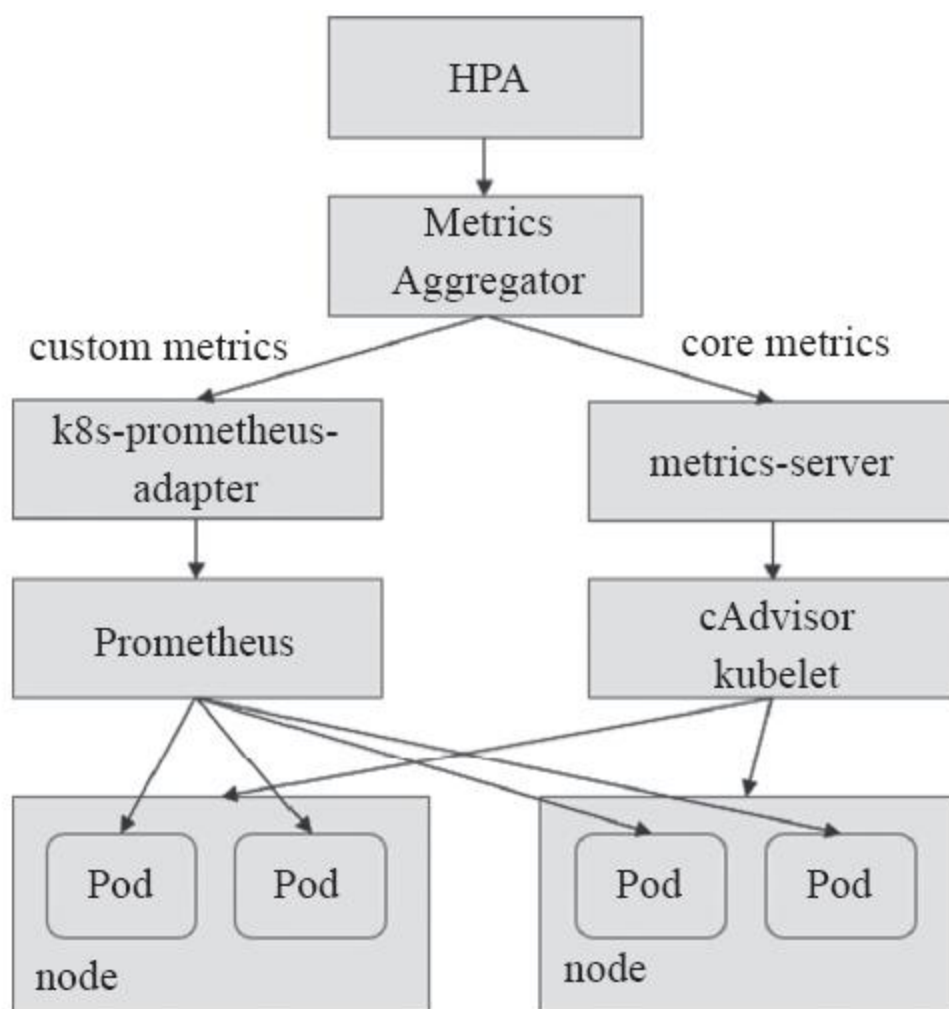 HPA
Metrics
Aggregator
custom metrics
core metrics
k8s-prometheus-
adapter
metrics-server
Prometheus
cAdvisor
kubelet
Pod
Pod
node
Pod
Pod
node